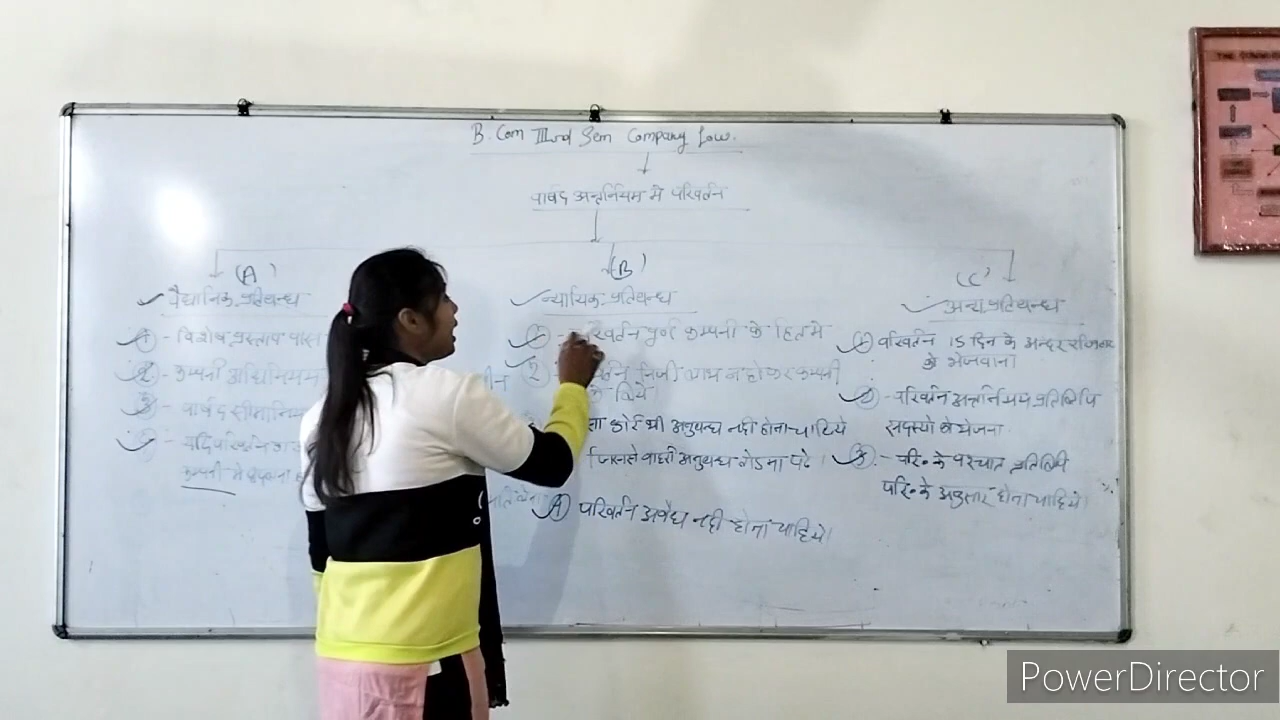 B. Com IIIrd Sem Company Law.
पार्षद अन्तर्नियम मे परिवर्तन
(A)
वैधानिक प्रतिबन्ध
1 - विशेष प्रस्ताव पास
2 - कम्पनी अधिनियम
3 - पार्षद सीमानियम
4 - यदि परिवर्तन
कम्पनी मे
(B)
न्यायिक प्रतिबन्ध
1 - परिवर्तन पूर्ण कम्पनी के हित मे
2 निजी लाभ न होकर कम्पनी
के लिये
कोई भी अनुबन्ध नही होना चाहिये
जिससे बाहरी अनुबन्ध तोडना पडे।
4 परिवर्तन अवैध नही होना चाहिये।
(C)
अन्य प्रतिबन्ध
1 परिवर्तन 15 दिन के अन्दर रजिस्ट्रार
को भेजवाना
2 - परिवर्तन अन्तर्नियम प्रतिलिपि
सदस्यो को भेजना
3 - परि॰ के पश्चात प्रतिलिपी
परि॰ के अनुसार होना चाहिये।
PowerDirector